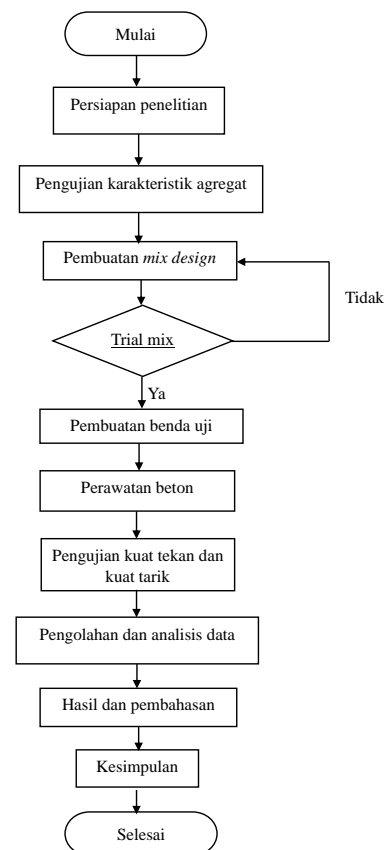 Mulai
Persiapan penelitian
Pengujian karakteristik agregat
Pembuatan mix design
Tidak
Trial mix
Ya
Pembuatan benda uji
Perawatan beton
Pengujian kuat tekan dan
kuat tarik
Pengolahan dan analisis data
Hasil dan pembahasan
Kesimpulan
Selesai